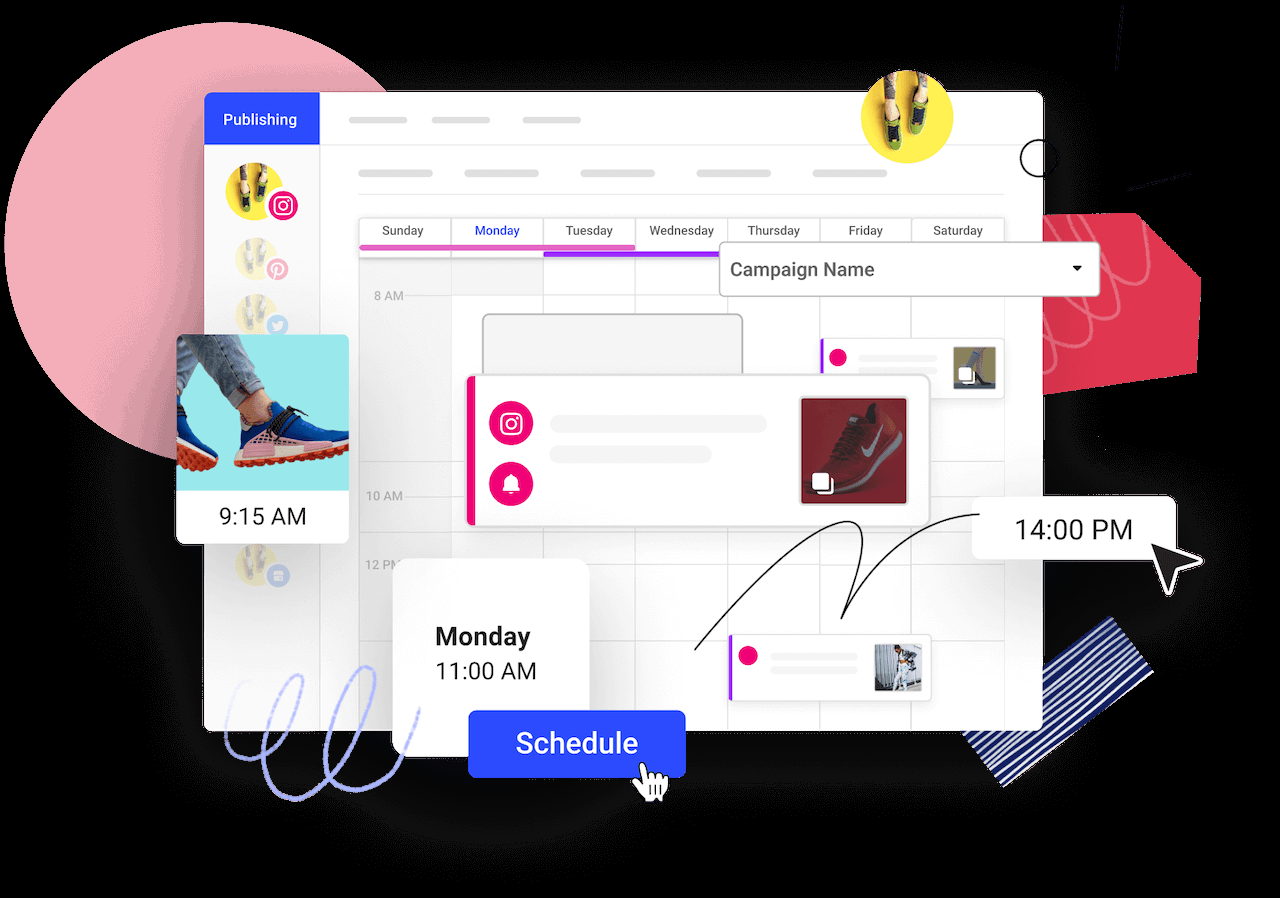 Publishing
Sunday
Monday
Tuesday
Wednesday
Thursday
Friday
Saturday
Campaign Name
8 AM
10 AM
9:15 AM
14:00 PM
12 PM
Monday
11:00 AM
Schedule